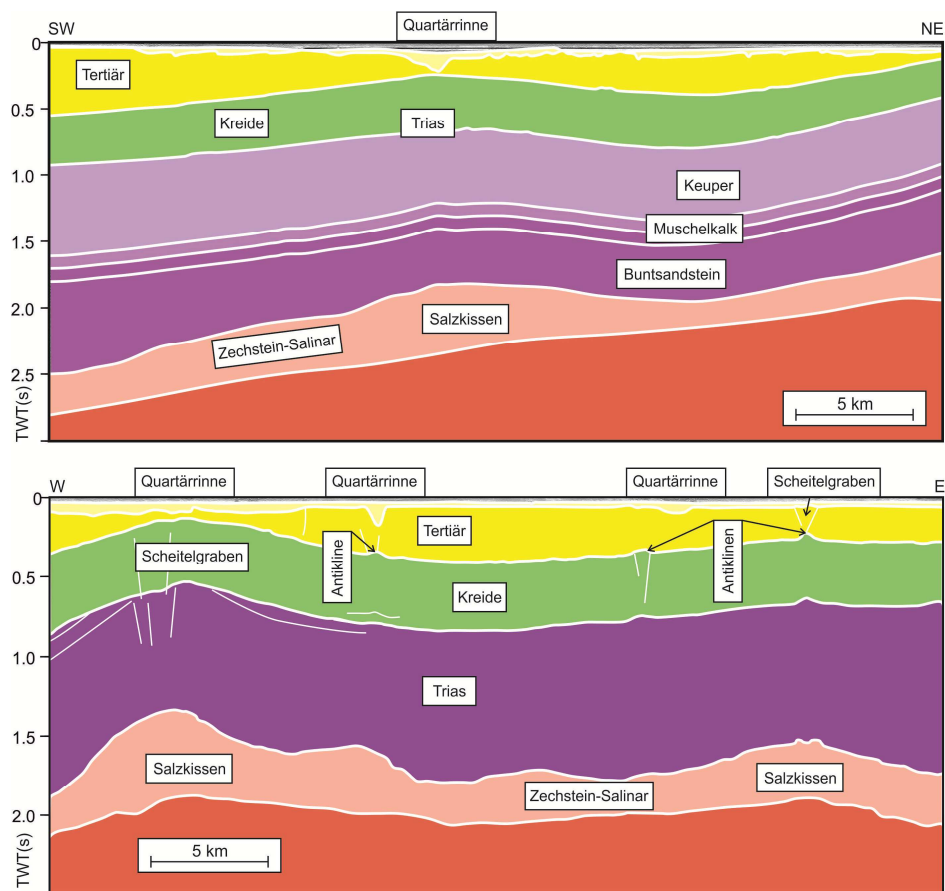 SW
Quartärrinne
NE
0
Tertiär
0.5
Kreide
Trias
1.0
Keuper
Muschelkalk
1.5
Buntsandstein
2.0
Salzkissen
Zechstein-Salinar
2.5
TWT(s)
5 km
W
Quartärrinne
Quartärrinne
Quartärrinne
Scheitelgraben
E
0
Tertiär
Scheitelgraben
Antikline
Antiklinen
0.5
Kreide
1.0
Trias
1.5
Salzkissen
Salzkissen
Zechstein-Salinar
2.0
5 km
TWT(s)